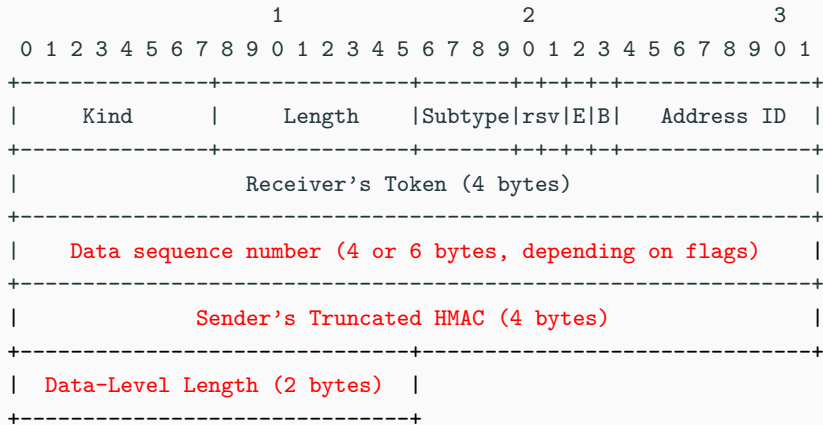 1                   2                   3
 0 1 2 3 4 5 6 7 8 9 0 1 2 3 4 5 6 7 8 9 0 1 2 3 4 5 6 7 8 9 0 1
+---------------+---------------+-------+-+-+-+-+---------------+
|     Kind      |     Length    |Subtype|rsv|E|B|   Address ID  |
+---------------+---------------+-------+-+-+-+-+---------------+
|                  Receiver's Token (4 bytes)                   |
+---------------------------------------------------------------+
|    Data sequence number (4 or 6 bytes, depending on flags)    |
+---------------------------------------------------------------+
|              Sender's Truncated HMAC (4 bytes)                |
+-------------------------------+-------------------------------+
|  Data-Level Length (2 bytes)  |
+-------------------------------+